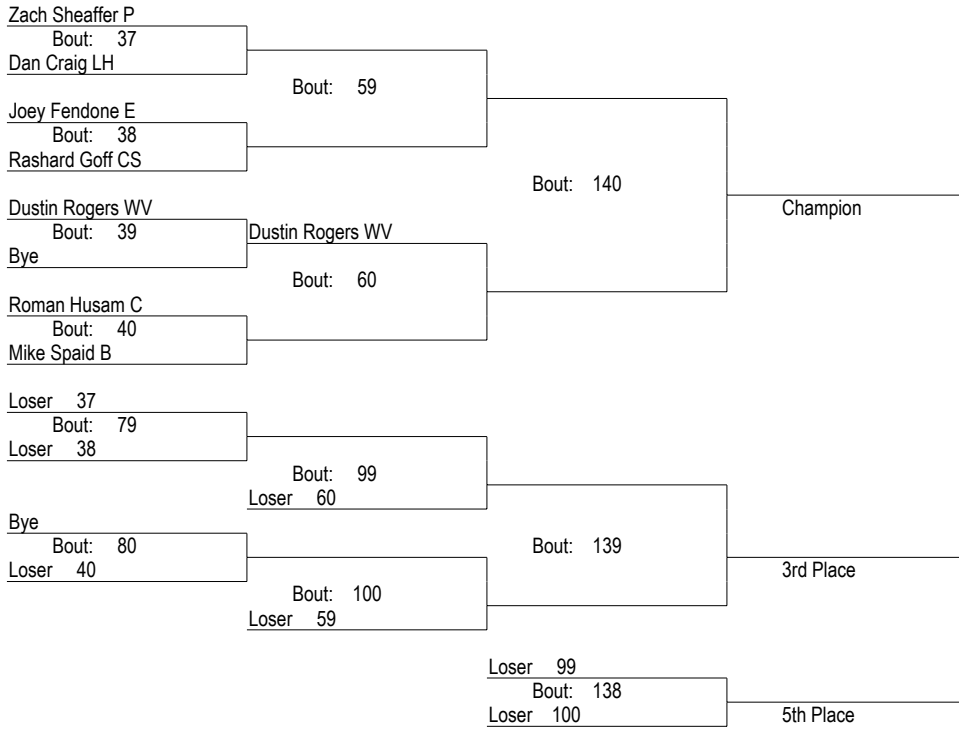 Zach Sheaffer P
Bout: 37
Dan Craig LH
Bout: 59
Joey Fendone E
Bout: 38
Rashard Goff CS
Bout: 140
Champion
Dustin Rogers WV
Bout: 39
Bye
Dustin Rogers WV
Bout: 60
Roman Husam C
Bout: 40
Mike Spaid B
Loser 37
Bout: 79
Loser 38
Bout: 99
Loser 60
Bye
Bout: 80
Loser 40
Bout: 139
3rd Place
Bout: 100
Loser 59
Loser 99
Bout: 138
Loser 100
5th Place